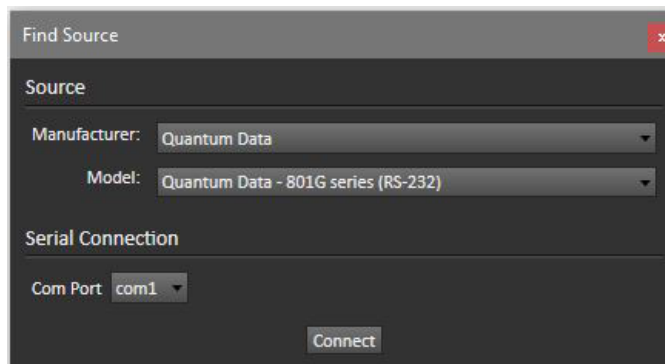 Find Source
Source
Manufacturer: Quantum Data
Model: Quantum Data - 801G series (RS-232)
Serial Connection
Com Port com1
Connect